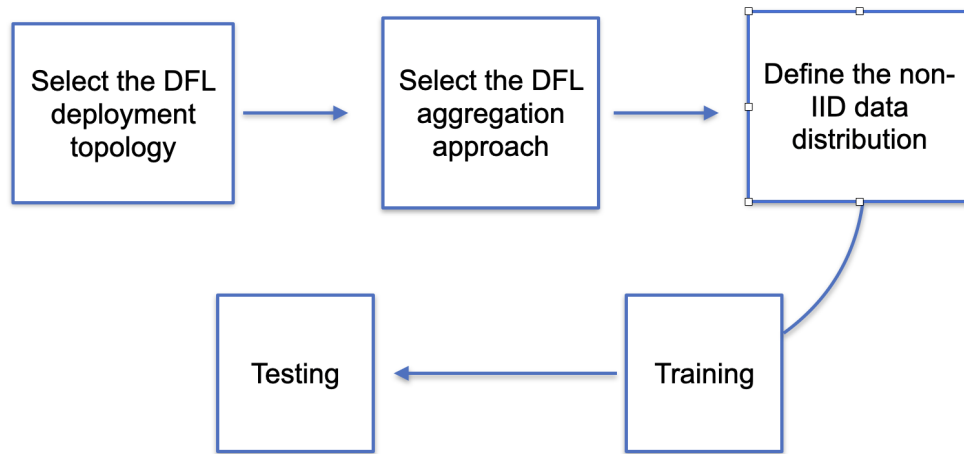 Select the DFL
deployment
topology
Select the DFL
aggregation
approach
Define the non-
IID data
distribution
Testing
Training